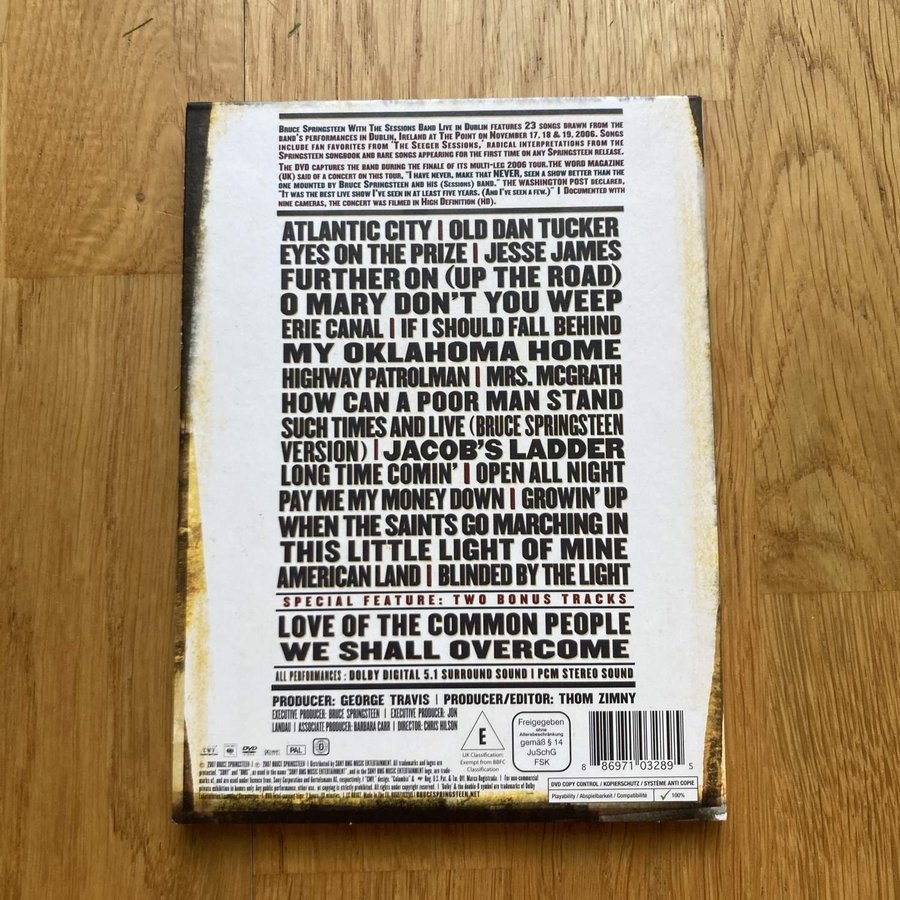 BRUCE SPRINGSTEEN WITH THE SESSIONS BAND LIVE IN DUBLIN FEATURES 23 SONGS DRAWN FROM THE
BAND'S PERFORMANCES IN DUBLIN, IRELAND AT THE POINT ON NOVEMBER 17, 18 & 19, 2006. SONGS
INCLUDE FAN FAVORITES FROM 'THE SEEGER SESSIONS,' RADICAL INTERPRETATIONS FROM THE
SPRINGSTEEN SONGBOOK AND RARE SONGS APPEARING FOR THE FIRST TIME ON ANY SPRINGSTEEN RELEASE.
THE DVD CAPTURES THE BAND DURING THE FINALE OF ITS MULTI-LEG 2006 TOUR. THE WORD MAGAZINE
(UK) SAID OF A CONCERT ON THIS TOUR, "I HAVE NEVER, MAKE THAT NEVER, SEEN A SHOW BETTER THAN
THE ONE MOUNTED BY BRUCE SPRINGSTEEN AND HIS (SESSIONS) BAND." THE WASHINGTON POST DECLARED,
"IT WAS THE BEST LIVE SHOW I'VE SEEN IN AT LEAST FIVE YEARS. (AND I'VE SEEN A FEW.)" | DOCUMENTED WITH
NINE CAMERAS, THE CONCERT WAS FILMED IN HIGH DEFINITION (HD).
ATLANTIC CITY | OLD DAN TUCKER
EYES ON THE PRIZE | JESSE JAMES
FURTHER ON (UP THE ROAD)
O MARY DON'T YOU WEEP
ERIE CANAL | IF I SHOULD FALL BEHIND
MY OKLAHOMA HOME
HIGHWAY PATROLMAN | MRS. MCGRATH
HOW CAN A POOR MAN STAND
SUCH TIMES AND LIVE (BRUCE SPRINGSTEEN
VERSION) | JACOB'S LADDER
LONG TIME COMIN' | OPEN ALL NIGHT
PAY ME MY MONEY DOWN | GROWIN' UP
WHEN THE SAINTS GO MARCHING IN
THIS LITTLE LIGHT OF MINE
AMERICAN LAND | BLINDED BY THE LIGHT
SPECIAL FEATURE: TWO BONUS TRACKS
LOVE OF THE COMMON PEOPLE
WE SHALL OVERCOME
ALL PERFORMANCES : DOLBY DIGITAL 5.1 SURROUND SOUND | PCM STEREO SOUND
PRODUCER: GEORGE TRAVIS | PRODUCER/EDITOR: THOM ZIMNY
EXECUTIVE PRODUCER: BRUCE SPRINGSTEEN | EXECUTIVE PRODUCER: JON
LANDAU | ASSOCIATE PRODUCER: BARBARA CARR | DIRECTOR: CHRIS HILSON
DVD
PAL
0
E
UK Classification:
Exempt from BBFC
Classification
Freigegeben
ohne
Altersbeschränkung
gemäß § 14
JuSchG
FSK
8 86971 03289 5
DVD COPY CONTROL / KOPIERSCHUTZ / SYSTÈME ANTI COPIE
Playability / Abspielbarkeit / Compatibilité ✓ 100%
BRUCESPRINGSTEEN.NET